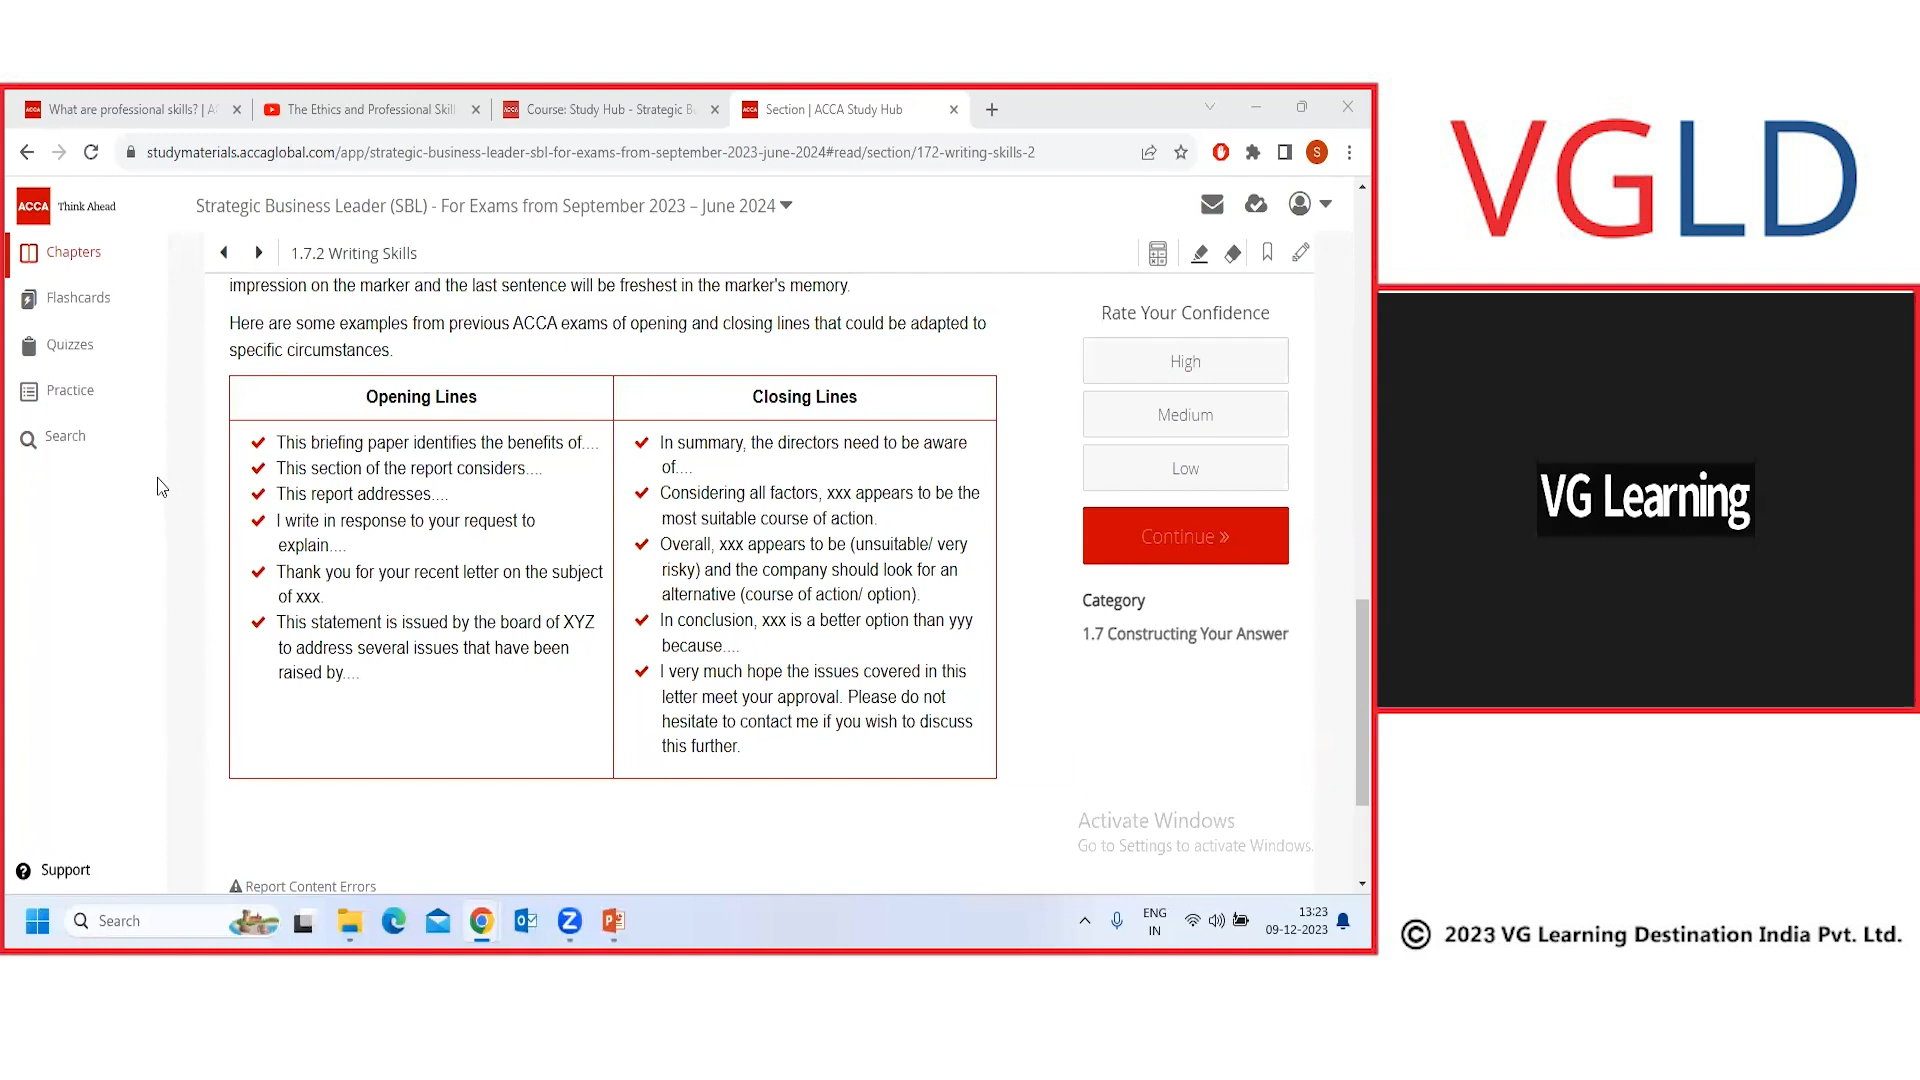 What are professional skills? | A
The Ethics and Professional Skil
Course: Study Hub - Strategic B
Section | ACCA Study Hub
studymaterials.accaglobal.com/app/strategic-business-leader-sbl-for-exams-from-september-2023-june-2024#read/section/172-writing-skills-2
S
ACCA Think Ahead
Strategic Business Leader (SBL) - For Exams from September 2023 – June 2024
Chapters
Flashcards
Quizzes
Practice
Search
Support
1.7.2 Writing Skills
impression on the marker and the last sentence will be freshest in the marker's memory.
Here are some examples from previous ACCA exams of opening and closing lines that could be adapted to
specific circumstances.
Opening Lines
This briefing paper identifies the benefits of....
This section of the report considers....
This report addresses....
I write in response to your request to
explain....
Thank you for your recent letter on the subject
of xxx.
This statement is issued by the board of XYZ
to address several issues that have been
raised by....
Closing Lines
In summary, the directors need to be aware
of....
Considering all factors, xxx appears to be the
most suitable course of action.
Overall, xxx appears to be (unsuitable/ very
risky) and the company should look for an
alternative (course of action/ option).
In conclusion, xxx is a better option than yyy
because....
I very much hope the issues covered in this
letter meet your approval. Please do not
hesitate to contact me if you wish to discuss
this further.
Report Content Errors
Rate Your Confidence
High
Medium
Low
Continue »
Category
1.7 Constructing Your Answer
Activate Windows
Go to Settings to activate Windows.
Search
ENG
IN
13:23
09-12-2023
VGLD
VG Learning
© 2023 VG Learning Destination India Pvt. Ltd.